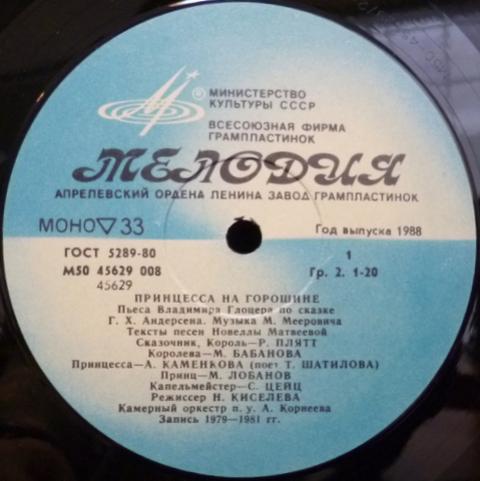 МИНИСТЕРСТВО
КУЛЬТУРЫ СССР
ВСЕСОЮЗНАЯ ФИРМА
ГРАМПЛАСТИНОК
МЕЛОДИЯ
АПРЕЛЕВСКИЙ ОРДЕНА ЛЕНИНА ЗАВОД ГРАМПЛАСТИНОК
МОНО 33
Год выпуска 1988
ГОСТ 5289-80
1
М50 45629 008
Гр. 2. 1-20
45629
ПРИНЦЕССА НА ГОРОШИНЕ
Пьеса Владимира Глоцера по сказке
Г. Х. Андерсена. Музыка М. Мееровича
Тексты песен Новеллы Матвеевой
Сказочник, Король—Р. ПЛЯТТ
Королева—М. БАБАНОВА
Принцесса—А. КАМЕНКОВА (поет Т. ШАТИЛОВА)
Принц—М. ЛОБАНОВ
Капельмейстер—С. ЦЕЙЦ
Режиссер Н. КИСЕЛЕВА
Камерный оркестр п. у. А. Корнеева
Запись 1979—1981 гг.